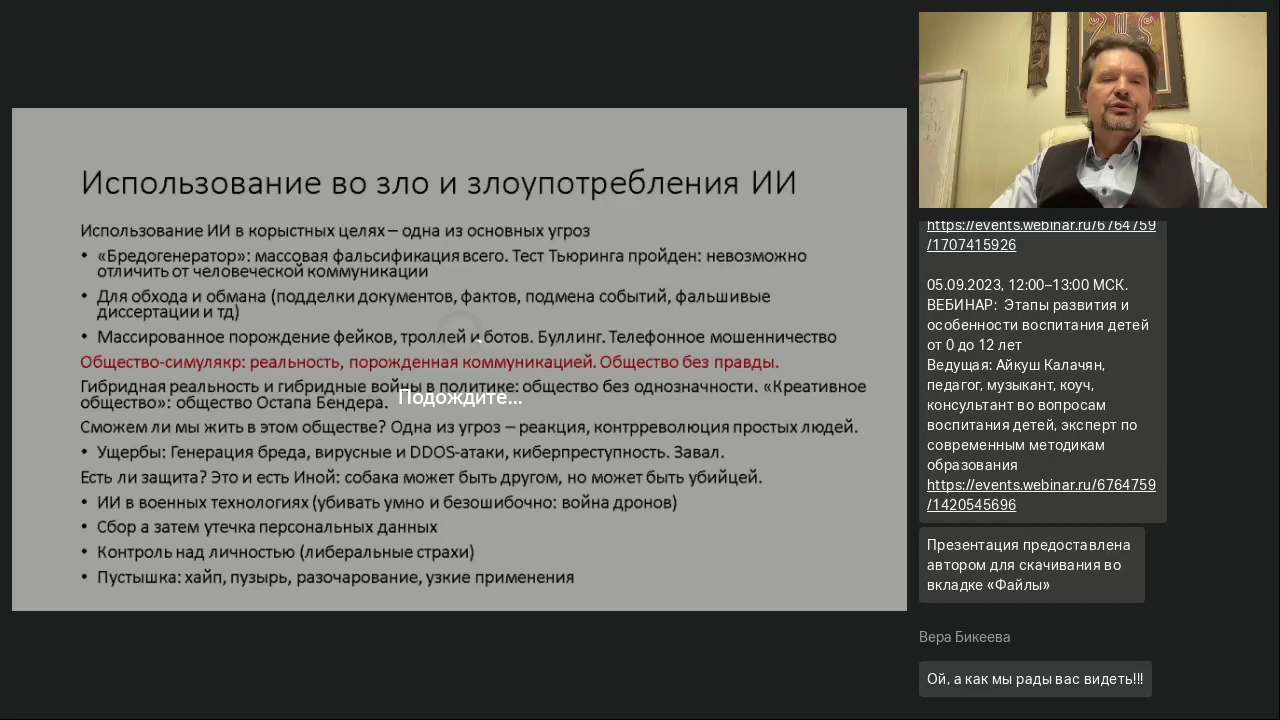 Использование во зло и злоупотребления ИИ
Использование ИИ в корыстных целях – одна из основных угроз
• «Бредогенератор»: массовая фальсификация всего. Тест Тьюринга пройден: невозможно
отличить от человеческой коммуникации
• Для обхода и обмана (подделки документов, фактов, подмена событий, фальшивые
диссертации и тд)
• Массированное порождение фейков, троллей и ботов. Буллинг. Телефонное мошенничество
Общество-симулякр: реальность, порожденная коммуникацией. Общество без правды.
Гибридная реальность и гибридные войны в политике: общество без однозначности. «Креативное
общество»: общество Остапа Бендера.
Подождите...
Сможем ли мы жить в этом обществе? Одна из угроз – реакция, контрреволюция простых людей.
• Ущербы: Генерация бреда, вирусные и DDOS-атаки, киберпреступность. Завал.
Есть ли защита? Это и есть Иной: собака может быть другом, но может быть убийцей.
• ИИ в военных технологиях (убивать умно и безошибочно: война дронов)
• Сбор а затем утечка персональных данных
• Контроль над личностью (либеральные страхи)
• Пустышка: хайп, пузырь, разочарование, узкие применения
https://events.webinar.ru/6764759
/1707415926
05.09.2023, 12:00–13:00 МСК.
ВЕБИНАР: Этапы развития и
особенности воспитания детей
от 0 до 12 лет
Ведущая: Айкуш Калачян,
педагог, музыкант, коуч,
консультант во вопросам
воспитания детей, эксперт по
современным методикам
образования
https://events.webinar.ru/6764759
/1420545696
Презентация предоставлена
автором для скачивания во
вкладке «Файлы»
Вера Бикеева
Ой, а как мы рады вас видеть!!!